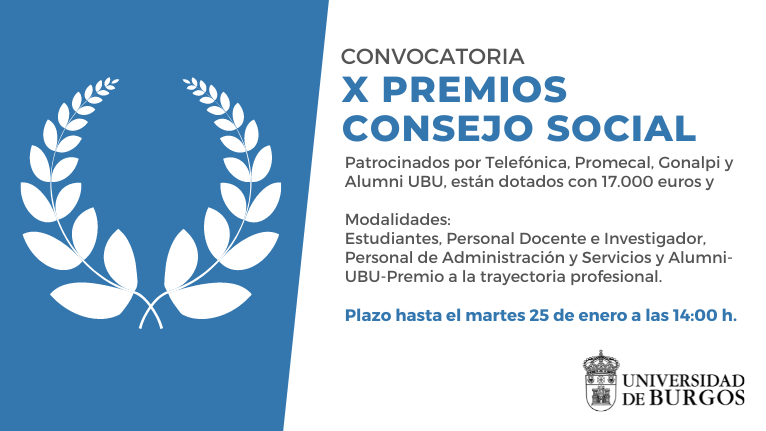 CONVOCATORIA
X PREMIOS
CONSEJO SOCIAL
Patrocinados por Telefónica, Promecal, Gonalpi y
Alumni UBU, están dotados con 17.000 euros y
Modalidades:
Estudiantes, Personal Docente e Investigador,
Personal de Administración y Servicios y Alumni-
UBU-Premio a la trayectoria profesional.
Plazo hasta el martes 25 de enero a las 14:00 h.
UNIVERSIDAD
DE BURGOS